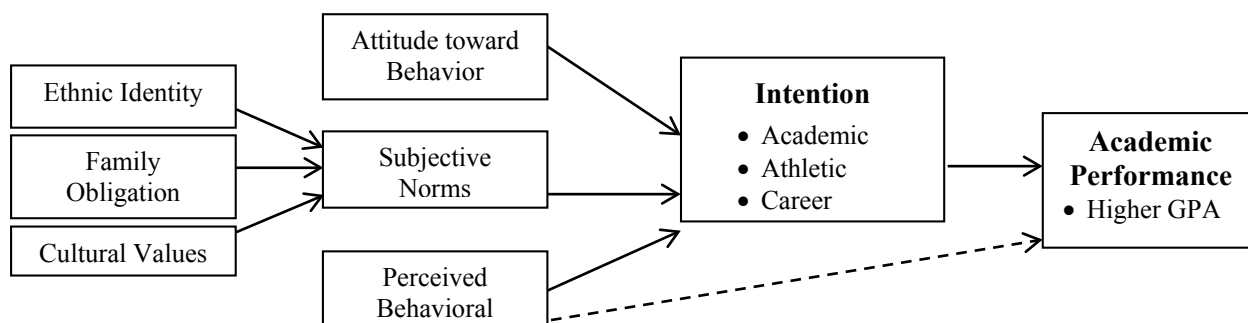 Ethnic Identity
Family
Obligation
Cultural Values
Attitude toward
Behavior
Subjective
Norms
Perceived
Behavioral
Intention
• Academic
• Athletic
• Career
Academic
Performance
• Higher GPA